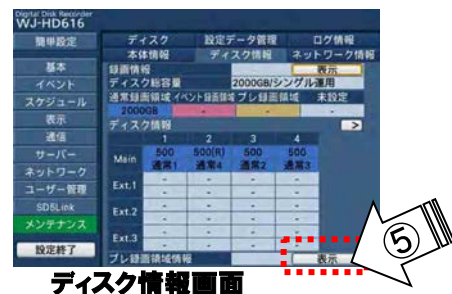 Digital Disk Recorder
WJ-HD616
簡単設定
ディスク 設定データ管理 ログ情報
本体情報 ディスク情報 ネットワーク情報
基本
イベント
スケジュール
表示
通信
サーバー
ネットワーク
ユーザー管理
SDSLink
メンテナンス
設定終了
録画情報 表示
ディスク総容量 2000GB/シングル運用
通常録画領域 イベント録画領域 プレ録画領域 未設定
2000GB - - -
ディスク情報 >
1 2 3 4
Main 500 500(R) 500 500
通常1 通常4 通常2 通常3
Ext.1 - - - -
- - - -
Ext.2 - - - -
- - - -
Ext.3 - - - -
- - - -
プレ録画領域情報 表示
⑤
ディスク情報画面